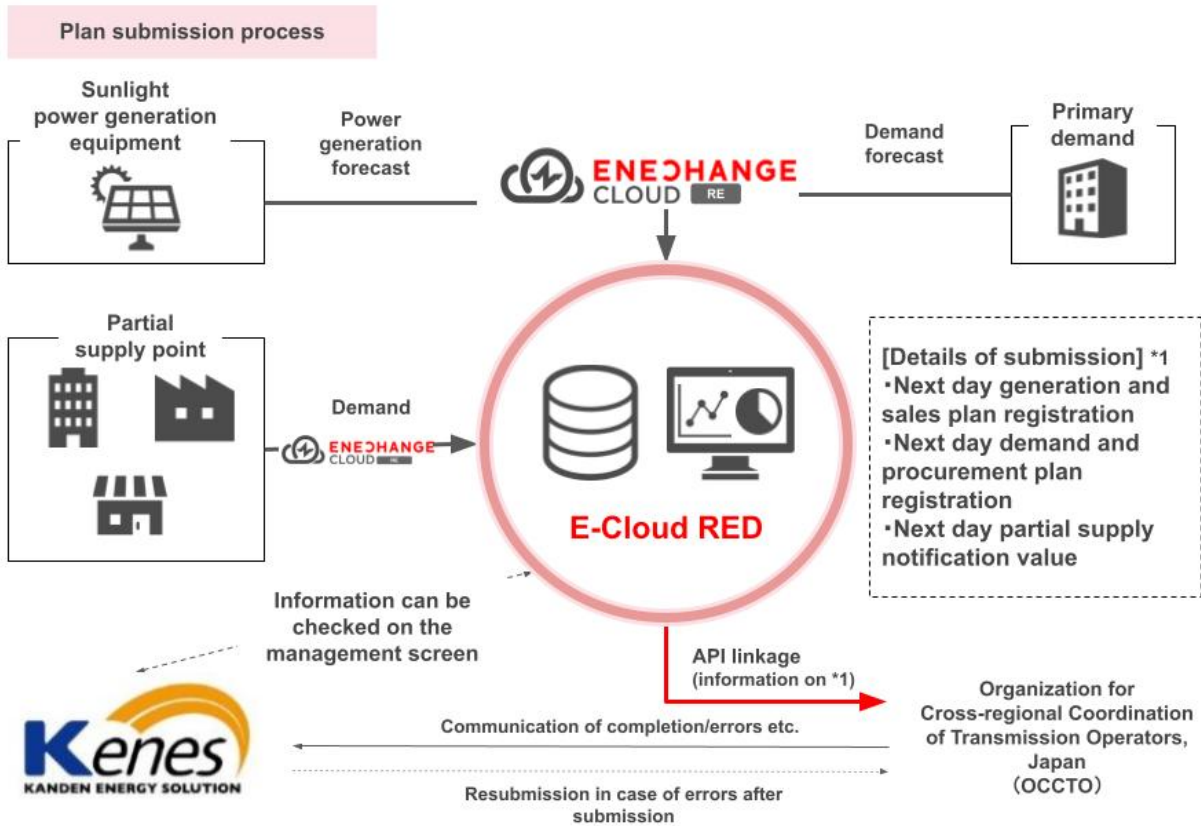 Plan submission process
Sunlight
power generation
equipment
Power
generation
forecast
ENECHANGE
CLOUD RE
Demand
forecast
Primary
demand
Partial
supply point
Demand
ENECHANGE
CLOUD RE
E-Cloud RED
[Details of submission] *1
・Next day generation and
sales plan registration
・Next day demand and
procurement plan
registration
・Next day partial supply
notification value
Information can be
checked on the
management screen
API linkage
(information on *1)
Organization for
Cross-regional Coordination
of Transmission Operators,
Japan
（OCCTO）
Kenes
KANDEN ENERGY SOLUTION
Communication of completion/errors etc.
Resubmission in case of errors after
submission